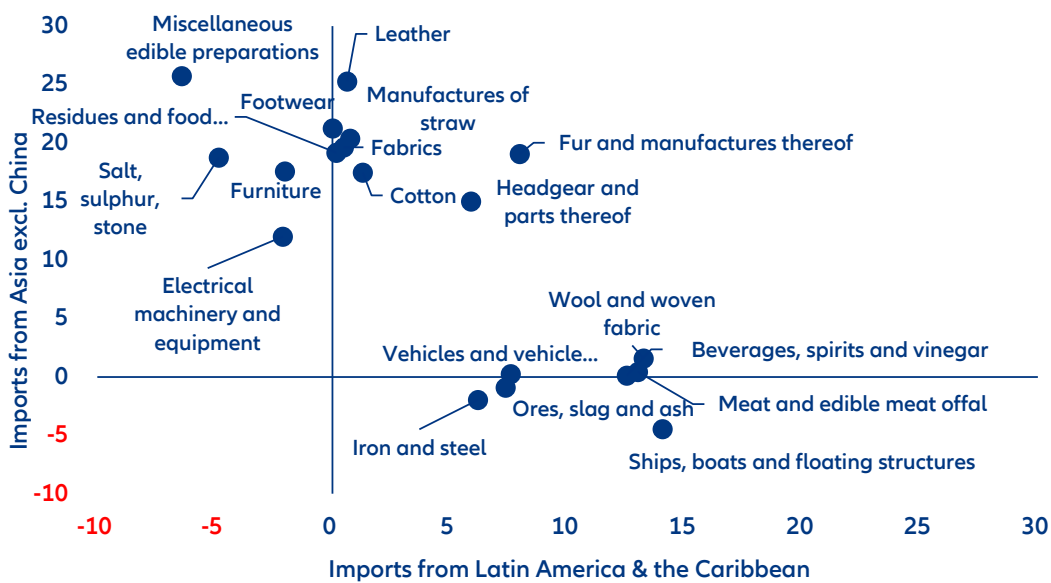 30
Miscellaneous
edible preparations
Leather
25
Footwear
Manufactures of
straw
Residues and food...
20
Fabrics
Fur and manufactures thereof
Salt,
sulphur,
stone
Furniture
Cotton
Headgear and
parts thereof
15
10
Electrical
machinery and
equipment
5
Wool and woven
fabric
Vehicles and vehicle...
Beverages, spirits and vinegar
0
Ores, slag and ash
Meat and edible meat offal
-5
Iron and steel
Ships, boats and floating structures
-10
Imports from Asia excl. China
-10
-5
0
5
10
15
20
25
30
Imports from Latin America & the Caribbean